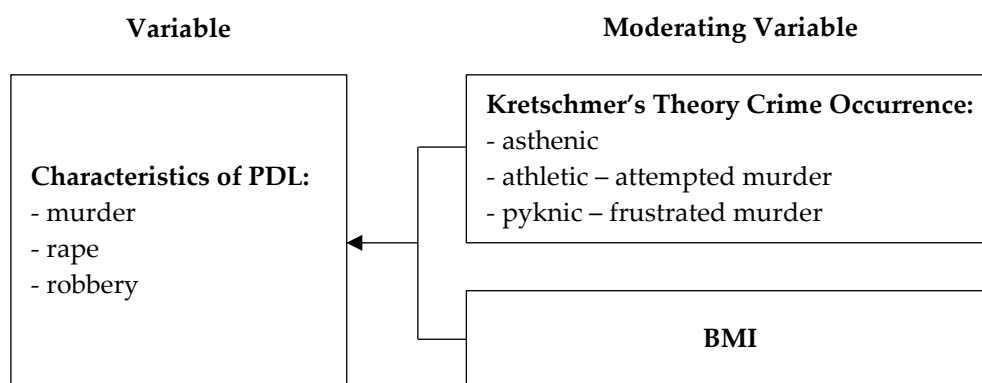 Variable
Moderating Variable
Characteristics of PDL:
- murder
- rape
- robbery
Kretschmer’s Theory Crime Occurrence:
- asthenic
- athletic – attempted murder
- pyknic – frustrated murder
BMI